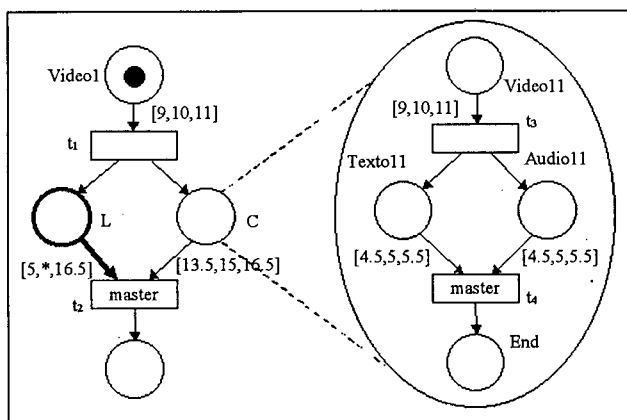 Video1
[9,10,11]
t₁
L
C
[5,*,16.5]
[13.5,15,16.5]
master
t₂
Video11
[9,10,11]
t₃
Texto11
Audio11
[4.5,5,5.5]
[4.5,5,5.5]
master
t₄
End